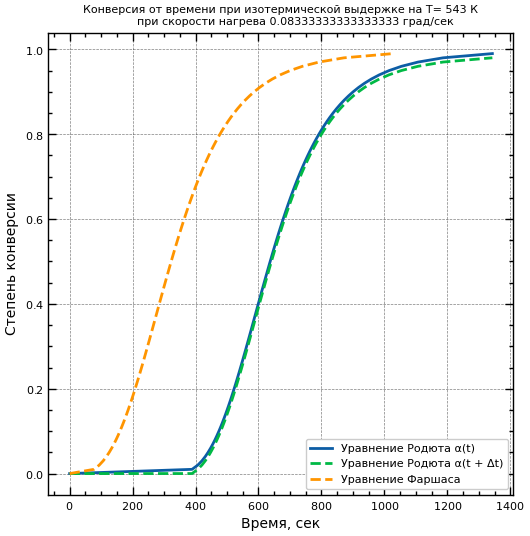 Конверсия от времени при изотермической выдержке на T= 543 K
при скорости нагрева 0.08333333333333333 град/сек
1.0
0.8
0.6
0.4
0.2
0.0
Степень конверсии
Уравнение Родюта α(t)
Уравнение Родюта α(t + Δt)
Уравнение Фаршаса
0 200 400 600 800 1000 1200 1400
Время, сек